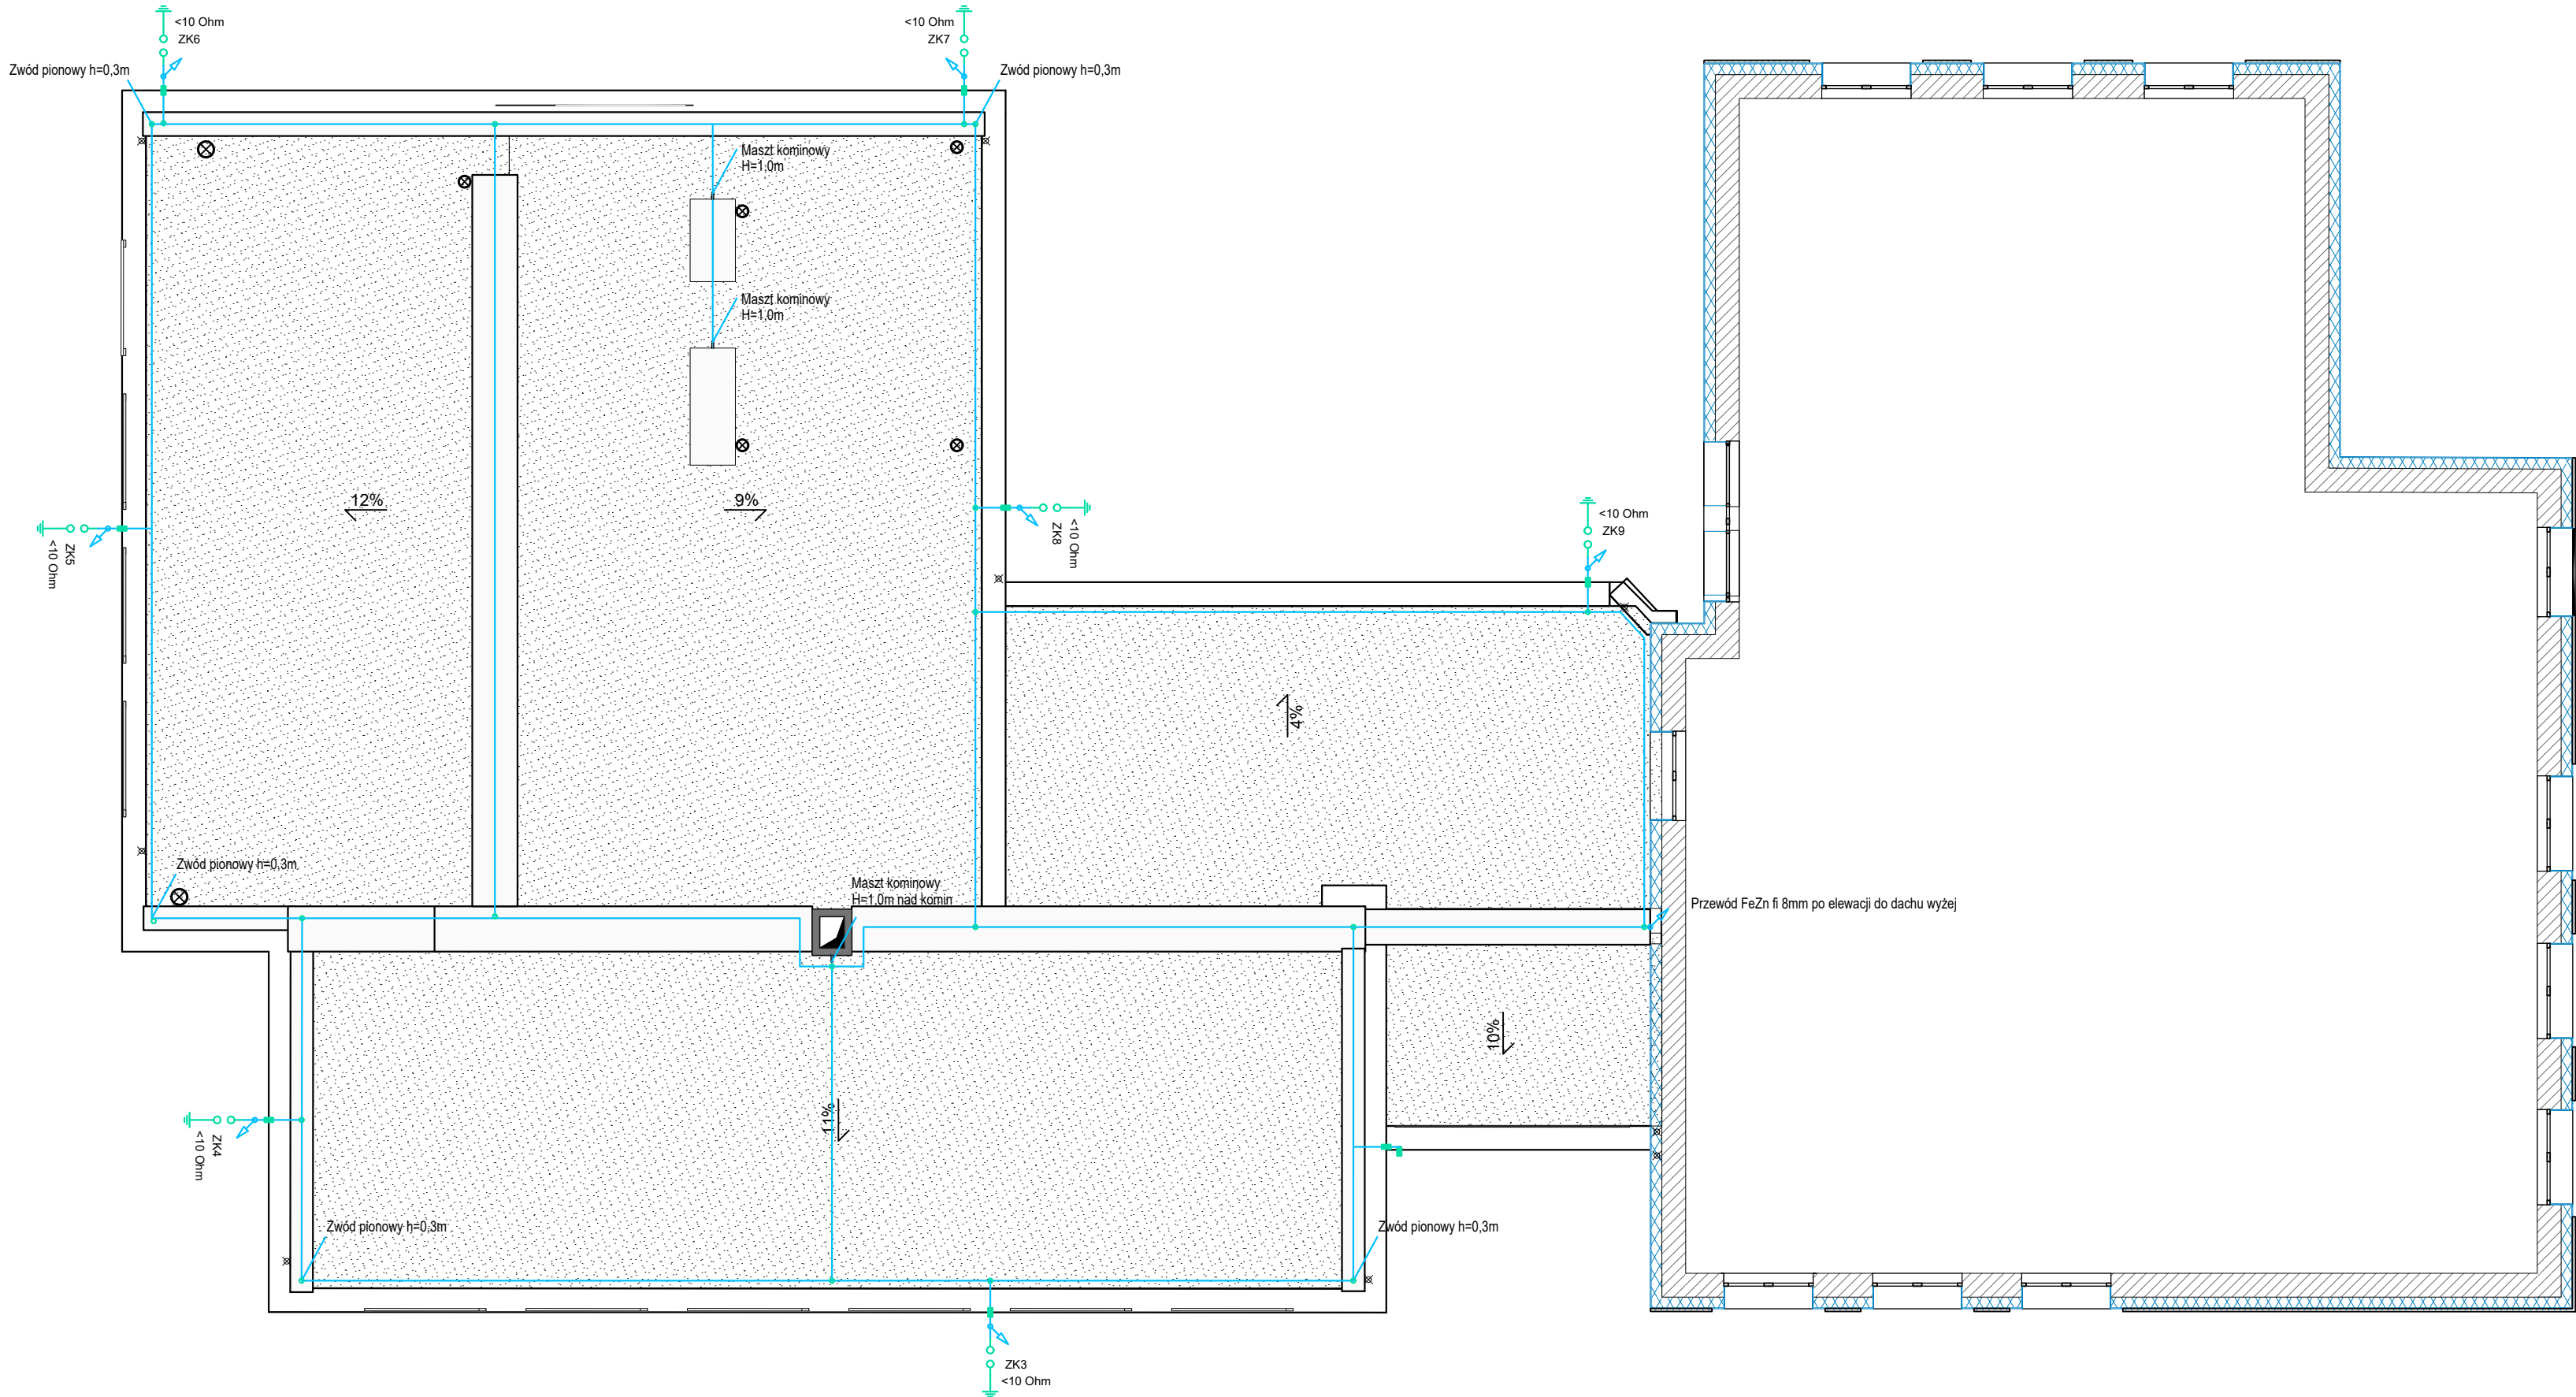 <10 Ohm
ZK6
<10 Ohm
ZK7
Zwód pionowy h=0,3m
Zwód pionowy h=0,3m
Maszt kominowy
H=1,0m
Maszt kominowy
H=1,0m
12%
9%
ZK5
<10 Ohm
ZK8
<10 Ohm
<10 Ohm
ZK9
4%
Zwód pionowy h=0,3m
Maszt kominowy
H=1,0m nad komin
Przewód FeZn fi 8mm po elewacji do dachu wyżej
10%
11%
ZK4
<10 Ohm
Zwód pionowy h=0,3m
Zwód pionowy h=0,3m
ZK3
<10 Ohm